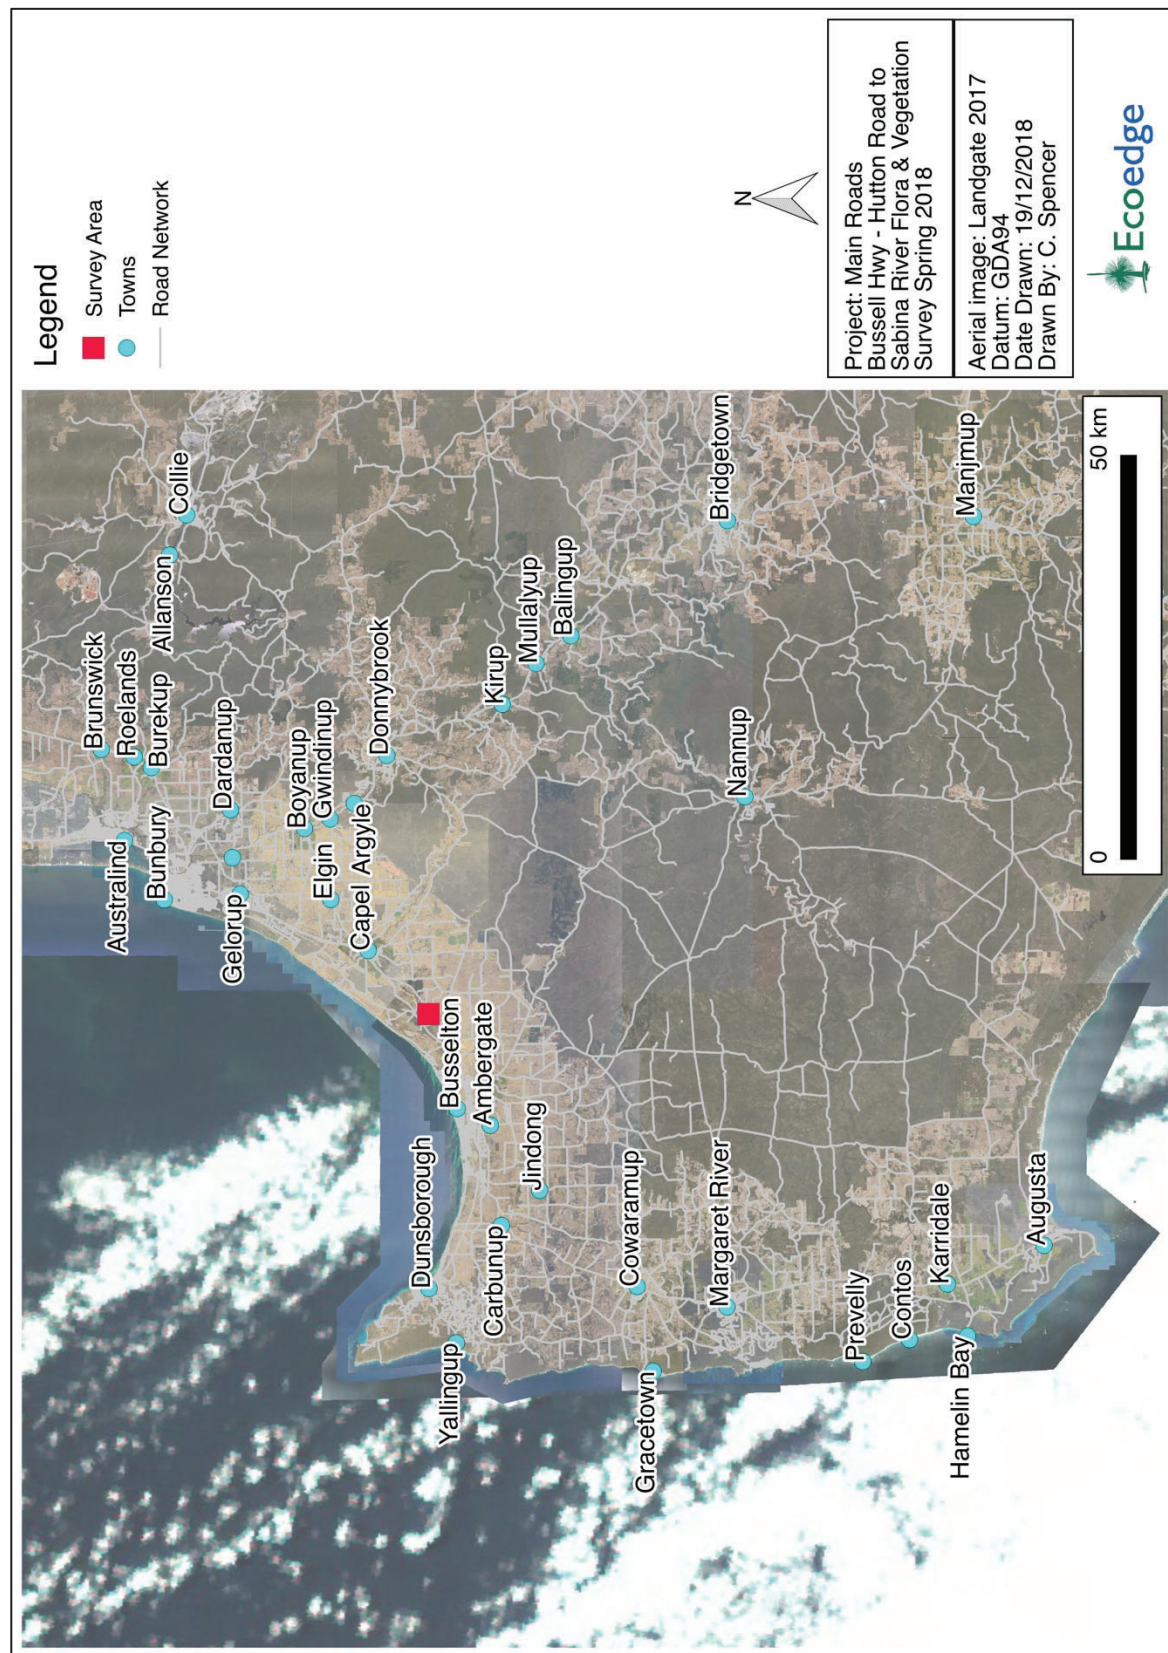 Legend
Survey Area
Towns
Road Network
N
Project: Main Roads
Bussell Hwy - Hutton Road to
Sabina River Flora & Vegetation
Survey Spring 2018
Aerial image: Landgate 2017
Datum: GDA94
Date Drawn: 19/12/2018
Drawn By: C. Spencer
Ecoedge
Brunswick
Australind
Roelands
Burekup
Bunbury
Allanson
Collie
Dardanup
Gelorup
Boyanup
Gwindinup
Elgin
Argyle
Capel
Donnybrook
Busselton
Ambergate
Dunsborough
Yallingup
Carbunup
Jindong
Kirup
Mullalyup
Balingup
Cowaramup
Gracetown
Margaret River
Nannup
Bridgetown
Prevelly
Contos
Karridale
Hamelin Bay
Augusta
Manjmup
0
50 km